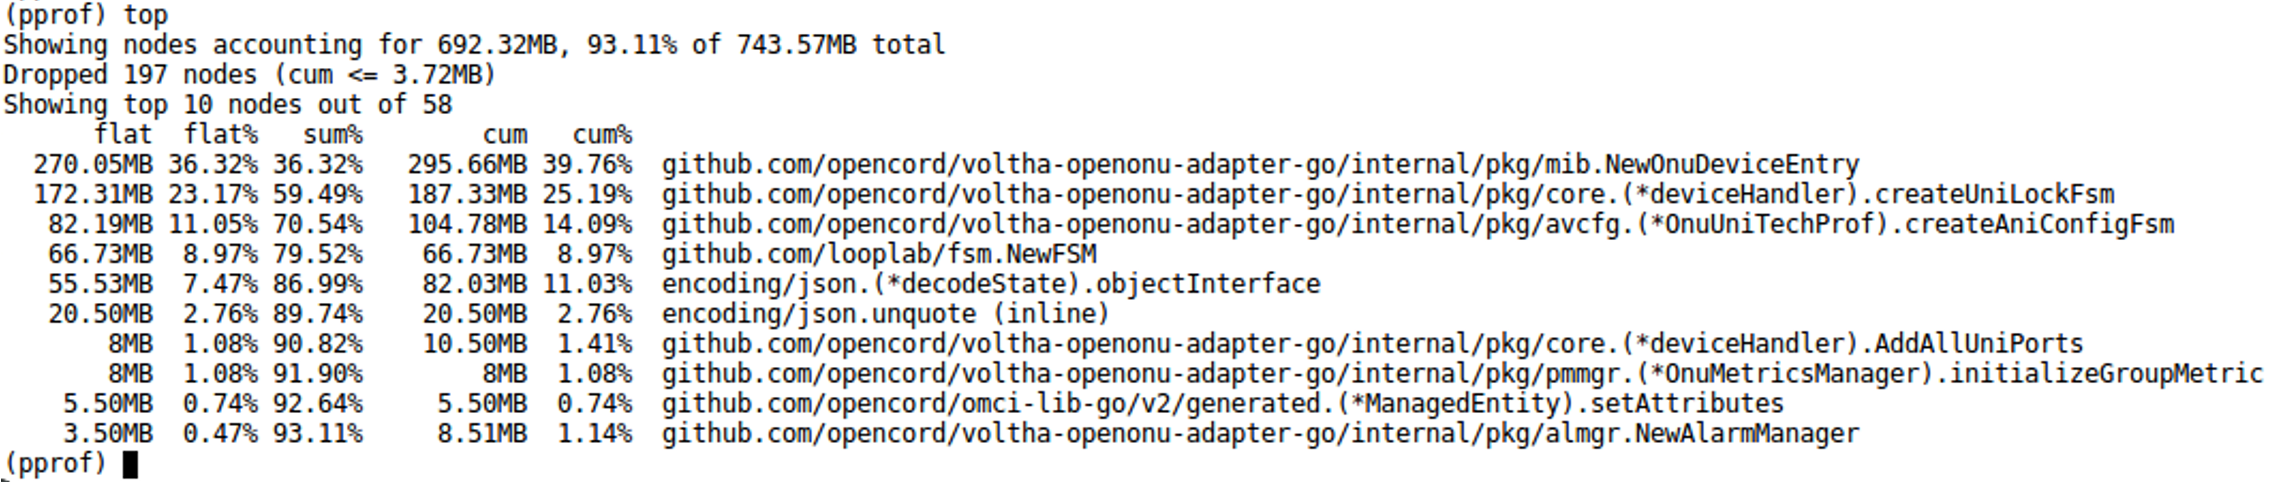 (pprof) top
Showing nodes accounting for 692.32MB, 93.11% of 743.57MB total
Dropped 197 nodes (cum <= 3.72MB)
Showing top 10 nodes out of 58
      flat  flat%   sum%        cum   cum%
  270.05MB 36.32% 36.32%   295.66MB 39.76%  github.com/opencord/voltha-openonu-adapter-go/internal/pkg/mib.NewOnuDeviceEntry
  172.31MB 23.17% 59.49%   187.33MB 25.19%  github.com/opencord/voltha-openonu-adapter-go/internal/pkg/core.(*deviceHandler).createUniLockFsm
   82.19MB 11.05% 70.54%   104.78MB 14.09%  github.com/opencord/voltha-openonu-adapter-go/internal/pkg/avcfg.(*OnuUniTechProf).createAniConfigFsm
   66.73MB  8.97% 79.52%    66.73MB  8.97%  github.com/looplab/fsm.NewFSM
   55.53MB  7.47% 86.99%    82.03MB 11.03%  encoding/json.(*decodeState).objectInterface
   20.50MB  2.76% 89.74%    20.50MB  2.76%  encoding/json.unquote (inline)
       8MB  1.08% 90.82%    10.50MB  1.41%  github.com/opencord/voltha-openonu-adapter-go/internal/pkg/core.(*deviceHandler).AddAllUniPorts
       8MB  1.08% 91.90%        8MB  1.08%  github.com/opencord/voltha-openonu-adapter-go/internal/pkg/pmmgr.(*OnuMetricsManager).initializeGroupMetric
    5.50MB  0.74% 92.64%     5.50MB  0.74%  github.com/opencord/omci-lib-go/v2/generated.(*ManagedEntity).setAttributes
    3.50MB  0.47% 93.11%     8.51MB  1.14%  github.com/opencord/voltha-openonu-adapter-go/internal/pkg/almgr.NewAlarmManager
(pprof)